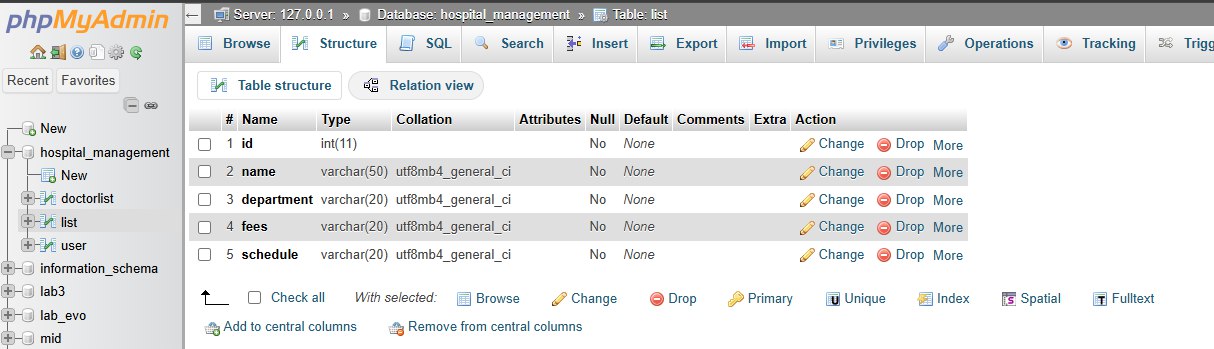 phpMyAdmin
Recent Favorites
New
hospital_management
New
doctorlist
list
user
information_schema
lab3
lab_evo
mid
Server: 127.0.0.1 » Database: hospital_management » Table: list
Browse Structure SQL Search Insert Export Import Privileges Operations Tracking Trigg
Table structure Relation view
# Name Type Collation Attributes Null Default Comments Extra Action
1 id int(11) No None Change Drop More
2 name varchar(50) utf8mb4_general_ci No None Change Drop More
3 department varchar(20) utf8mb4_general_ci No None Change Drop More
4 fees varchar(20) utf8mb4_general_ci No None Change Drop More
5 schedule varchar(20) utf8mb4_general_ci No None Change Drop More
Check all With selected: Browse Change Drop Primary Unique Index Spatial Fulltext
Add to central columns Remove from central columns